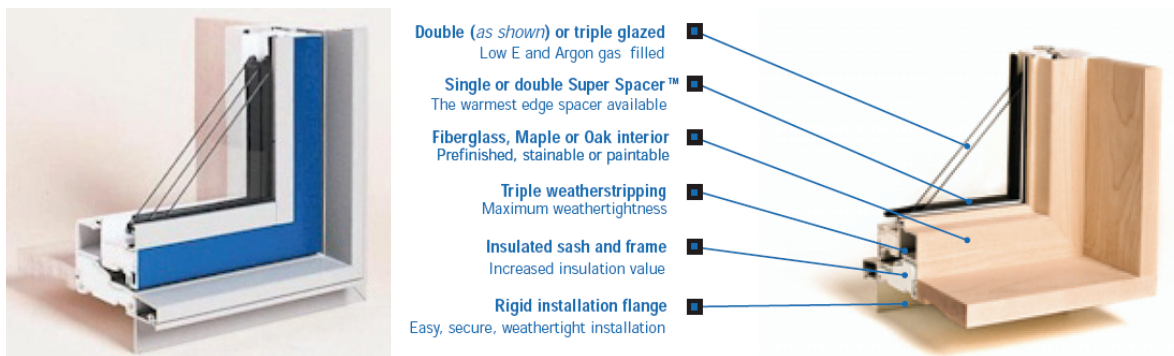 Double (as shown) or triple glazed
Low E and Argon gas filled
Single or double Super Spacer™
The warmest edge spacer available
Fiberglass, Maple or Oak interior
Prefinished, stainable or paintable
Triple weatherstripping
Maximum weathertightness
Insulated sash and frame
Increased insulation value
Rigid installation flange
Easy, secure, weathertight installation